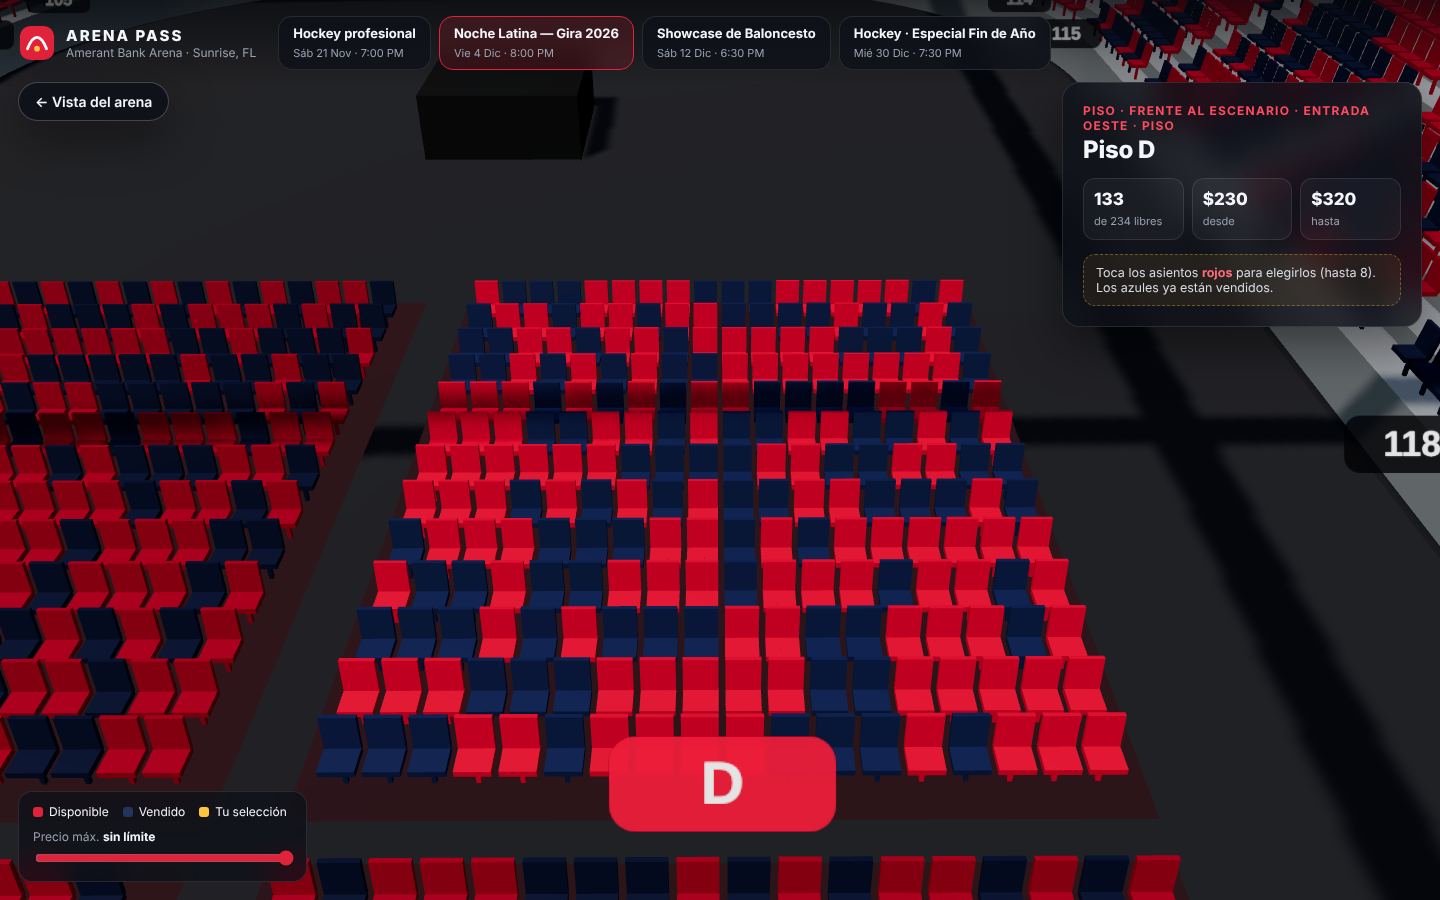 ARENA PASS
Amerant Bank Arena · Sunrise, FL
Hockey profesional
Sáb 21 Nov · 7:00 PM
Noche Latina — Gira 2026
Vie 4 Dic · 8:00 PM
Showcase de Baloncesto
Sáb 12 Dic · 6:30 PM
Hockey · Especial Fin de Año
Mié 30 Dic · 7:30 PM
115
← Vista del arena
PISO · FRENTE AL ESCENARIO · ENTRADA
OESTE · PISO
Piso D
133
de 234 libres
$230
desde
$320
hasta
Toca los asientos rojos para elegirlos (hasta 8).
Los azules ya están vendidos.
118
D
Disponible
Vendido
Tu selección
Precio máx. sin límite